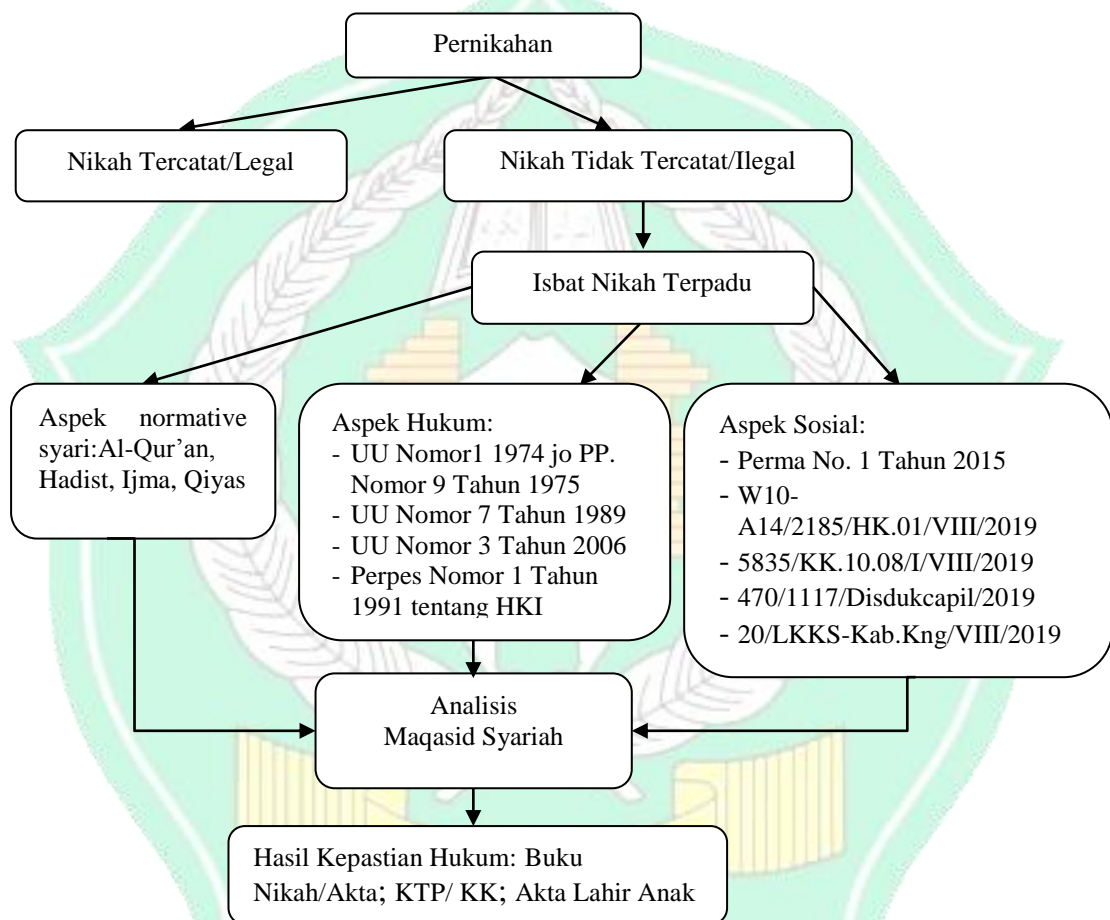 Pernikahan
Nikah Tercatat/Legal
Nikah Tidak Tercatat/Ilegal
Isbat Nikah Terpadu
Aspek normative
syari:Al-Qur’an,
Hadist, Ijma, Qiyas
Aspek Hukum:
- UU Nomor1 1974 jo PP.
Nomor 9 Tahun 1975
- UU Nomor 7 Tahun 1989
- UU Nomor 3 Tahun 2006
- Perpes Nomor 1 Tahun
1991 tentang HKI
Aspek Sosial:
- Perma No. 1 Tahun 2015
- W10-
A14/2185/HK.01/VIII/2019
- 5835/KK.10.08/I/VIII/2019
- 470/1117/Disdukcapil/2019
- 20/LKKS-Kab.Kng/VIII/2019
Analisis
Maqasid Syariah
Hasil Kepastian Hukum: Buku
Nikah/Akta; KTP/ KK; Akta Lahir Anak